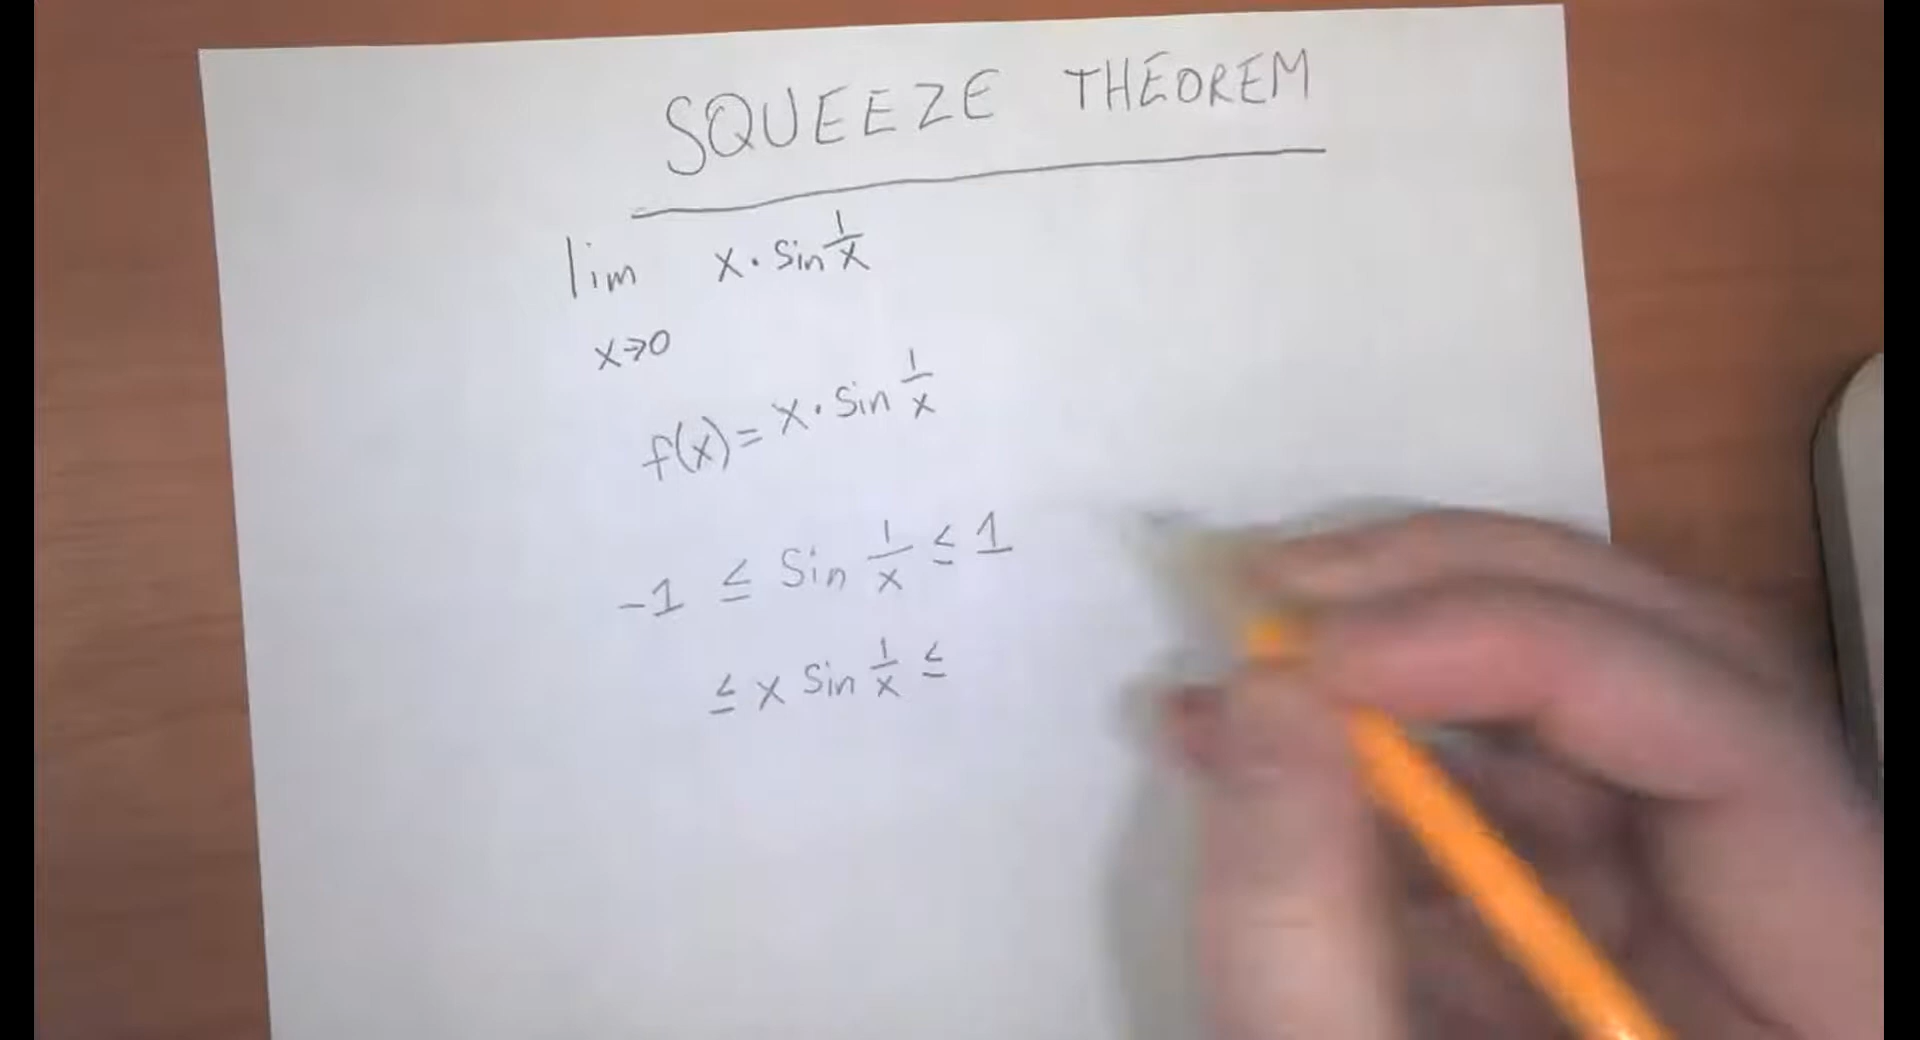 SQUEEZE THEOREM
lim x · sin 1/x
x→0
f(x) = x · sin 1/x
-1 ≤ sin 1/x ≤ 1
≤ x sin 1/x ≤